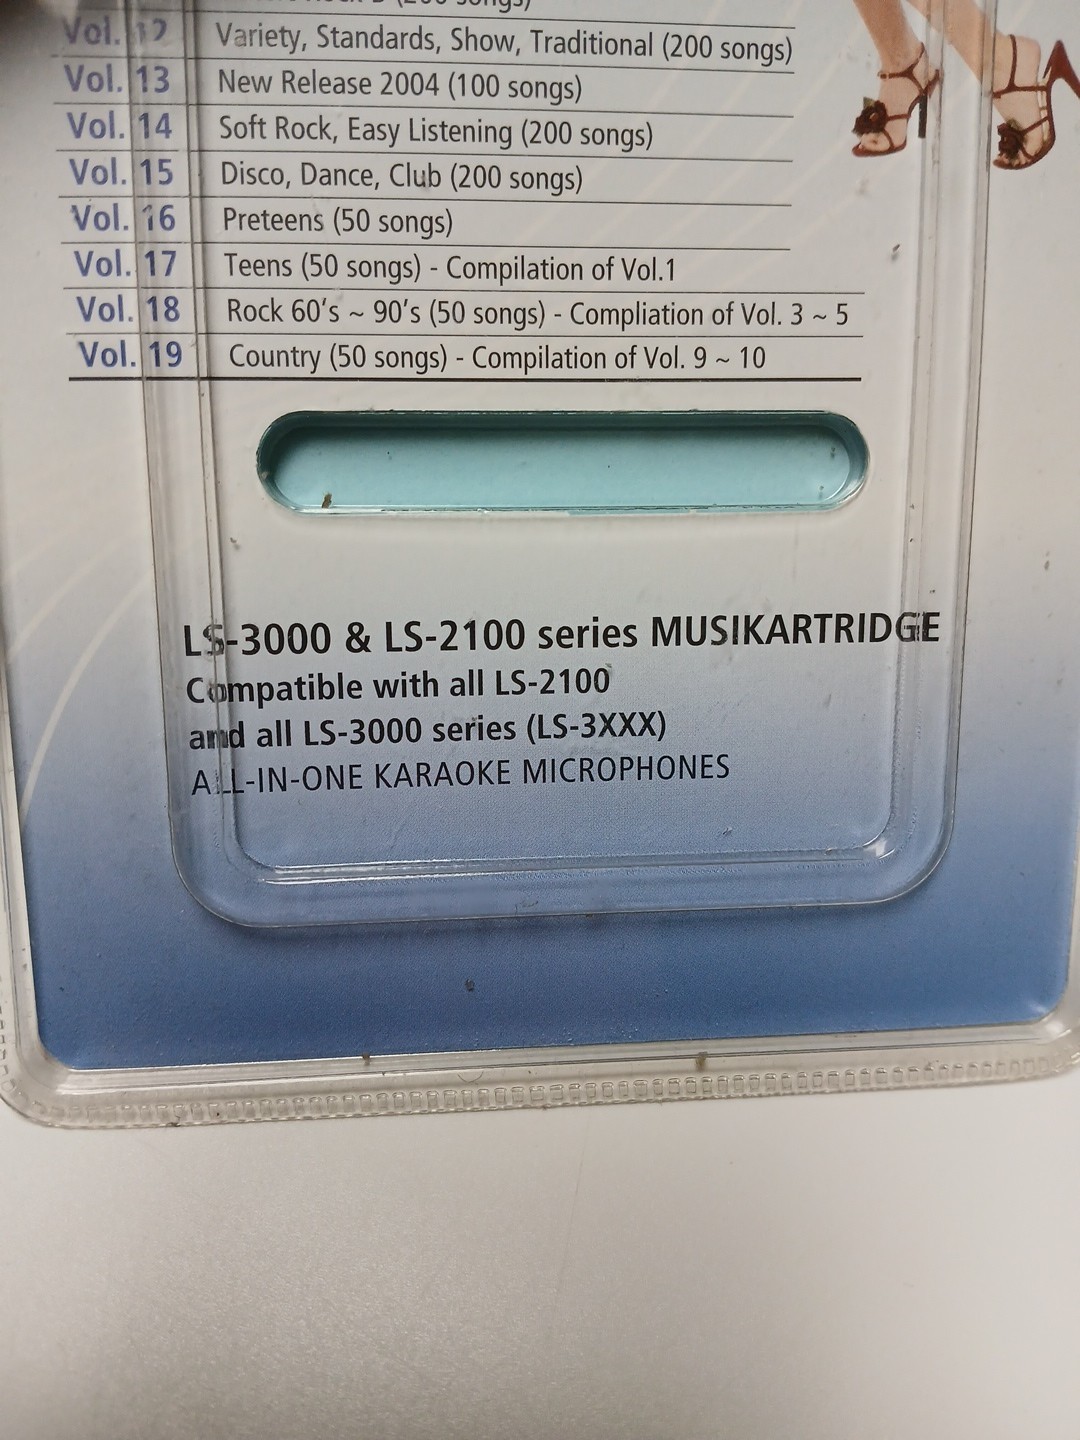 (200 songs)
Vol. 12 Variety, Standards, Show, Traditional (200 songs)
Vol. 13 New Release 2004 (100 songs)
Vol. 14 Soft Rock, Easy Listening (200 songs)
Vol. 15 Disco, Dance, Club (200 songs)
Vol. 16 Preteens (50 songs)
Vol. 17 Teens (50 songs) - Compilation of Vol.1
Vol. 18 Rock 60's ~ 90's (50 songs) - Compliation of Vol. 3 ~ 5
Vol. 19 Country (50 songs) - Compilation of Vol. 9 ~ 10
LS-3000 & LS-2100 series MUSIKARTRIDGE
Compatible with all LS-2100
and all LS-3000 series (LS-3XXX)
ALL-IN-ONE KARAOKE MICROPHONES